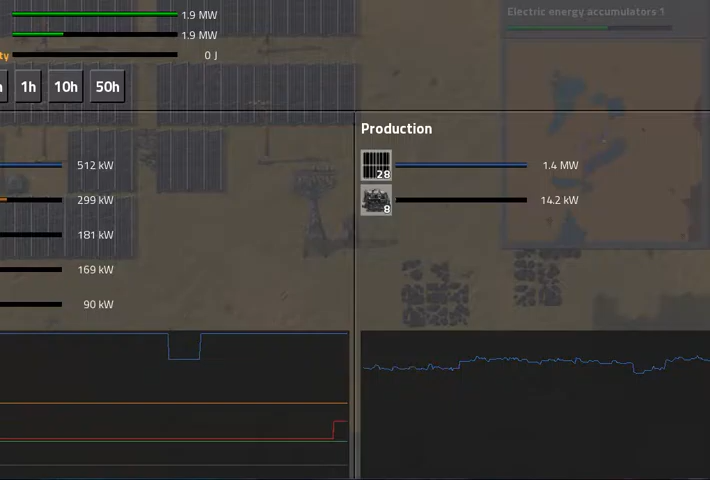 1.9 MW
1.9 MW
ty 0 J
1h 10h 50h
Electric energy accumulators 1
Production
512 kW
299 kW
181 kW
169 kW
90 kW
28 1.4 MW
8 14.2 kW